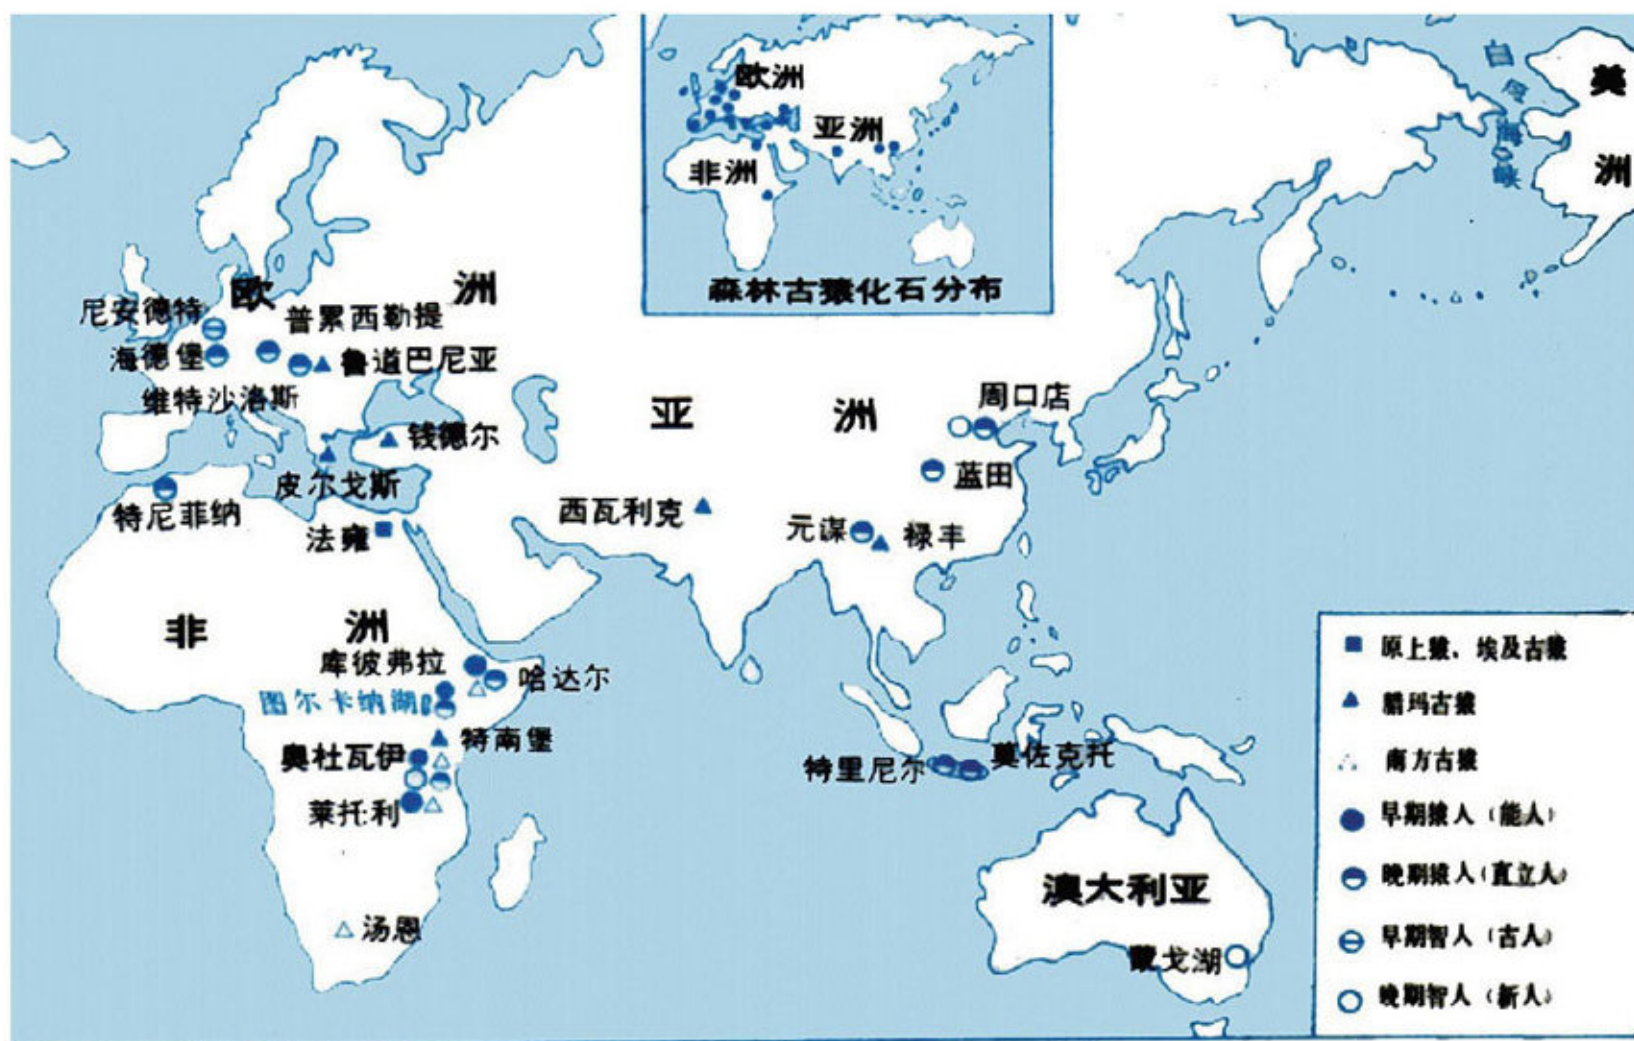 欧洲
亚洲
非洲
森林古猿化石分布
白令海峡
美洲
欧洲
尼安德特
普累西勒提
海德堡
鲁道巴尼亚
维特沙洛斯
亚洲
周口店
钱德尔
蓝田
皮尔戈斯
西瓦利克
特尼菲纳
元谋
禄丰
法雍
非洲
库彼弗拉
哈达尔
图尔卡纳湖
特南堡
奥杜瓦伊
莱托利
特里尼尔
莫佐克托
汤恩
澳大利亚
戈湖
原上猿、埃及古猿
腊玛古猿
南方古猿
早期猿人（能人）
晚期猿人（直立人）
早期智人（古人）
晚期智人（新人）